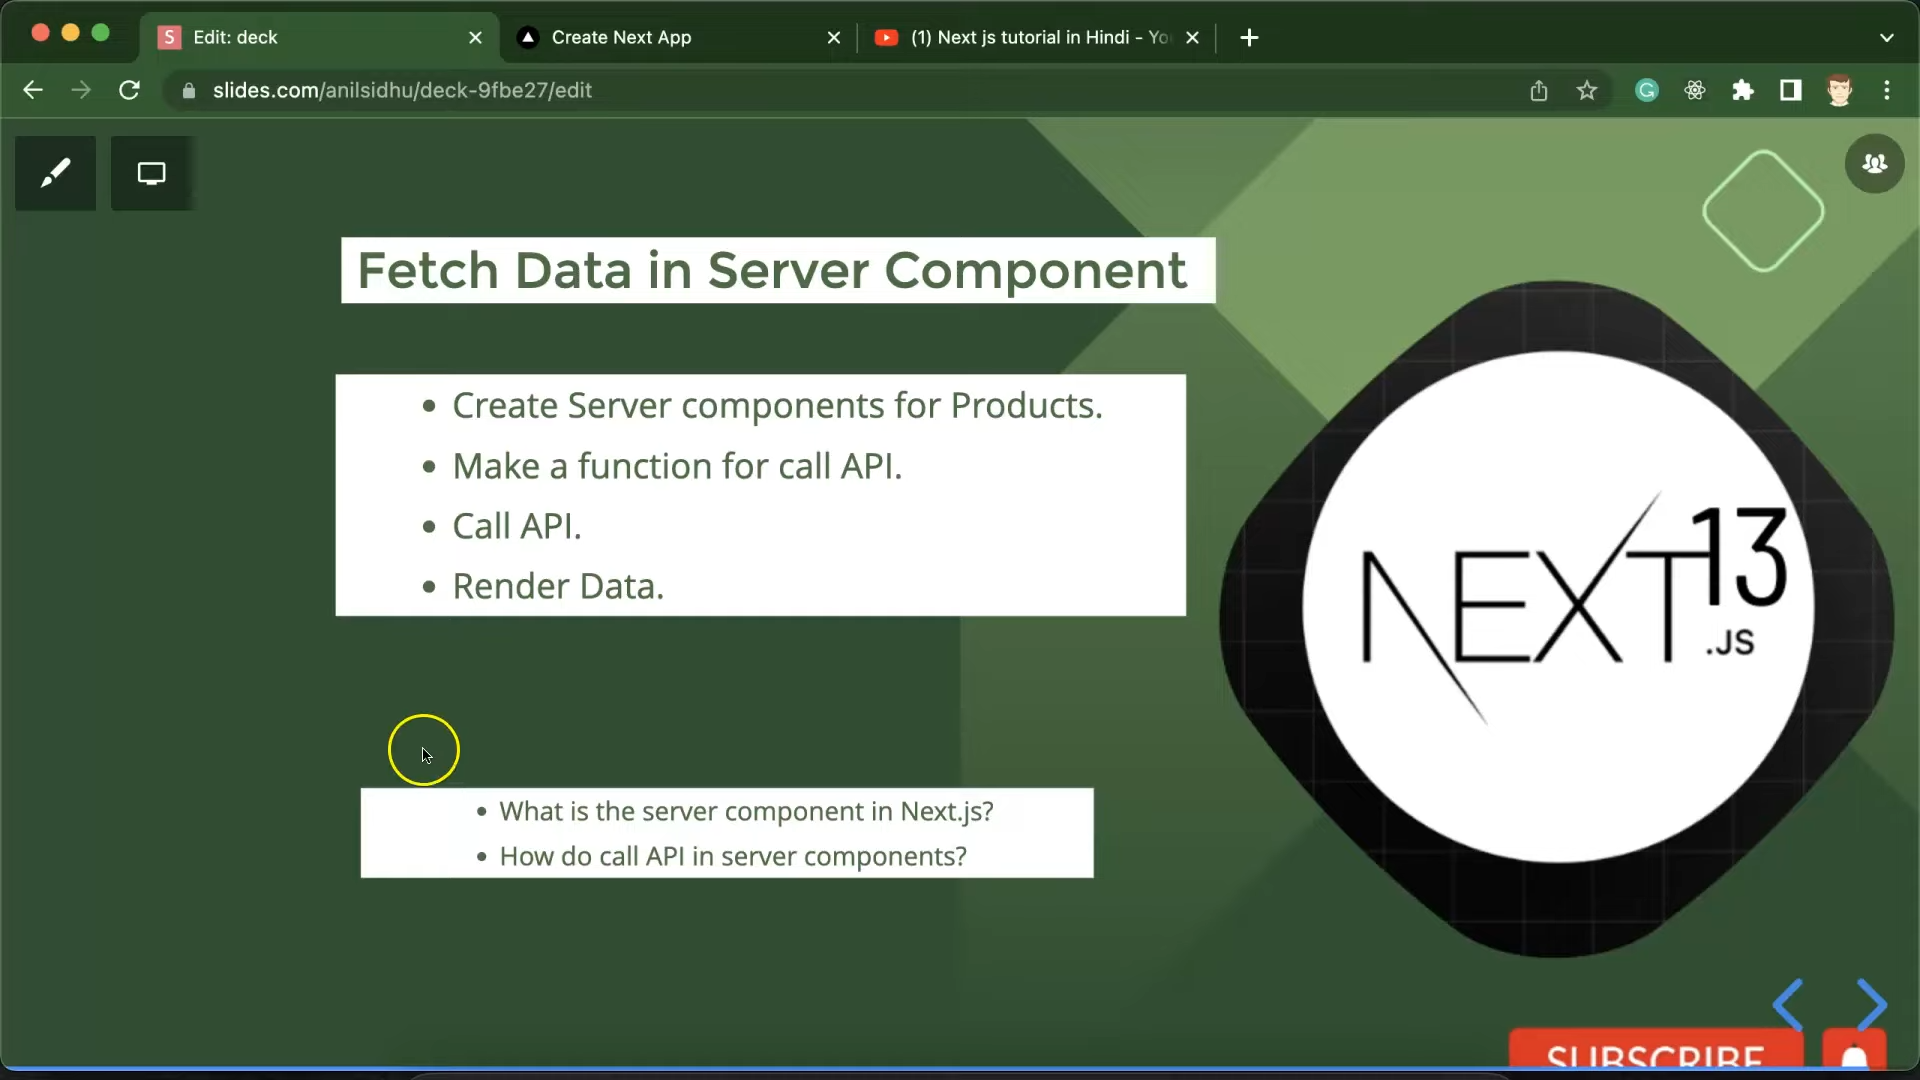 S Edit: deck
Create Next App
(1) Next js tutorial in Hindi - Yo
slides.com/anilsidhu/deck-9fbe27/edit
Fetch Data in Server Component
• Create Server components for Products.
• Make a function for call API.
• Call API.
• Render Data.
NEXT 13
.JS
• What is the server component in Next.js?
• How do call API in server components?
SUBSCRIBE